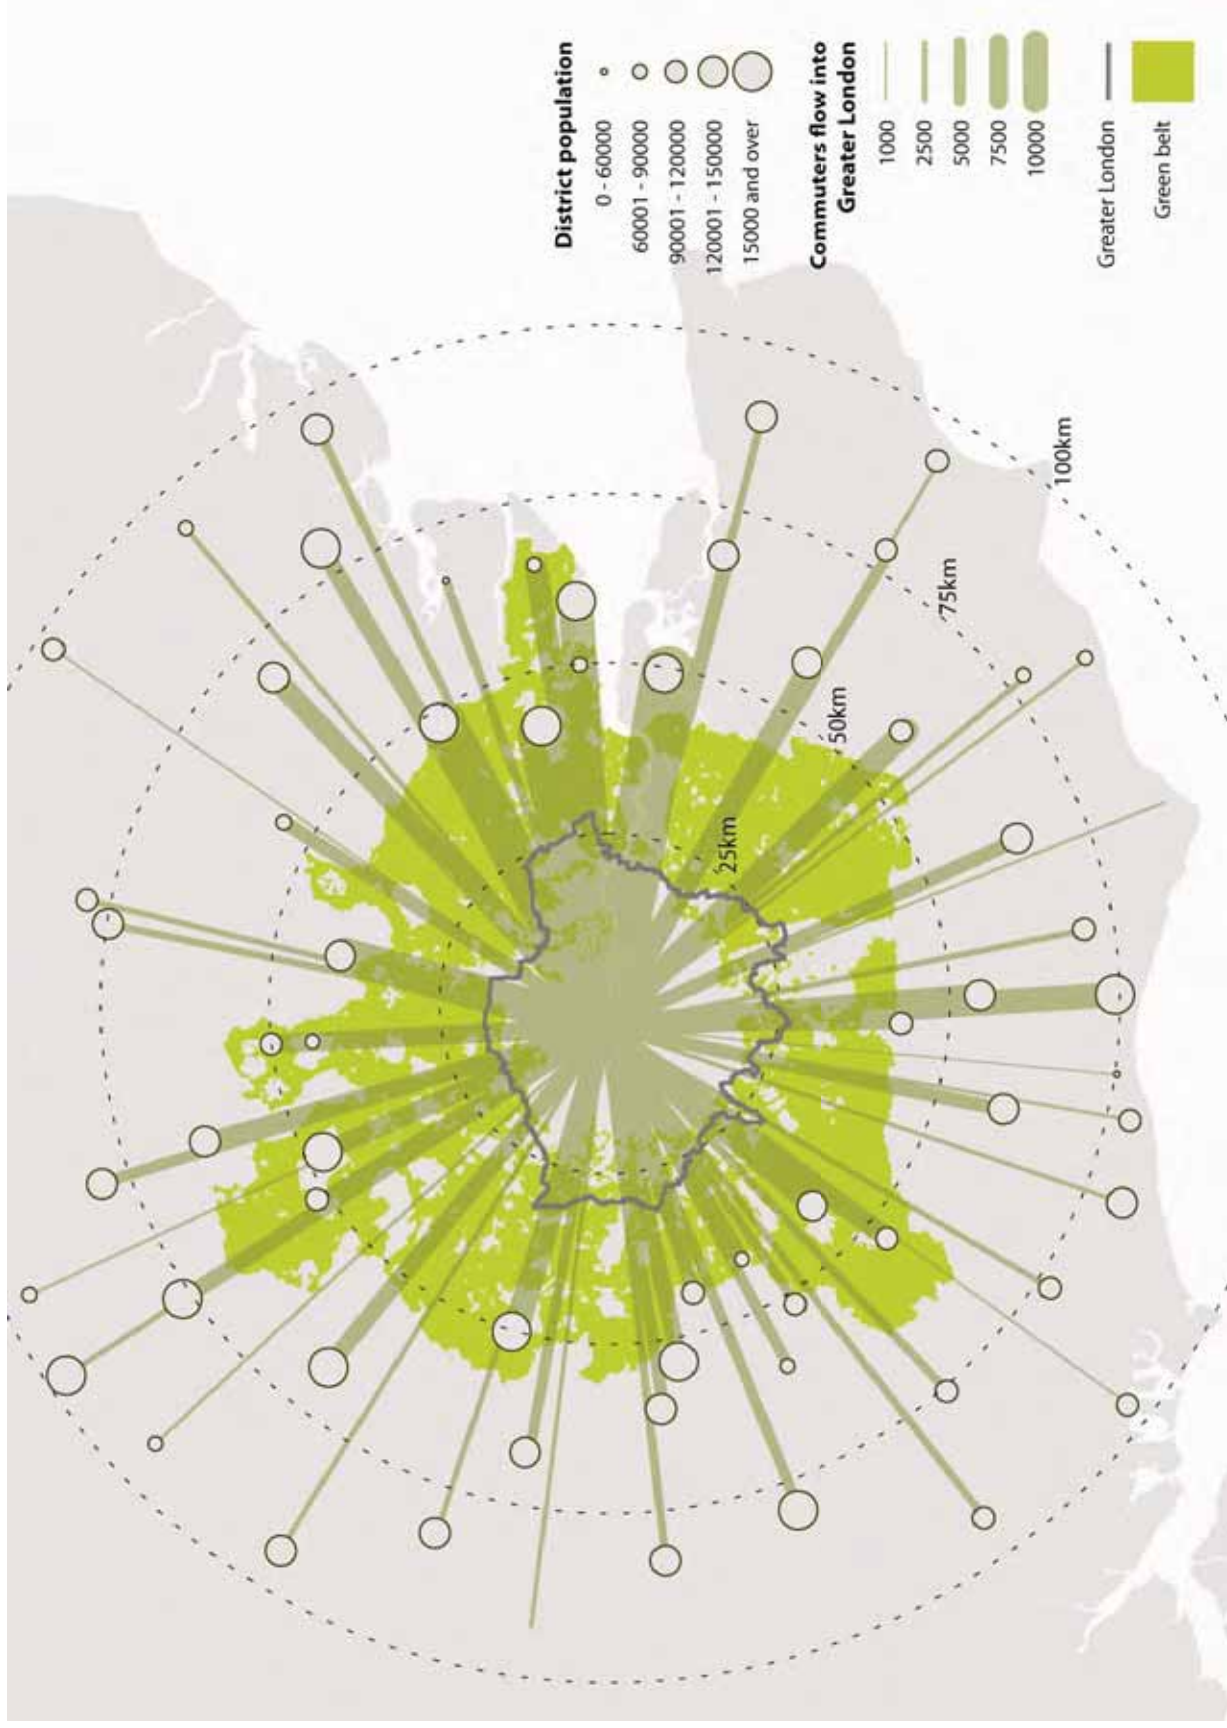 District population
0 - 60000
60001 - 90000
90001 - 120000
120001 - 150000
15000 and over
Commuters flow into
Greater London
1000
2500
5000
7500
10000
Greater London
Green belt
25km
50km
75km
100km